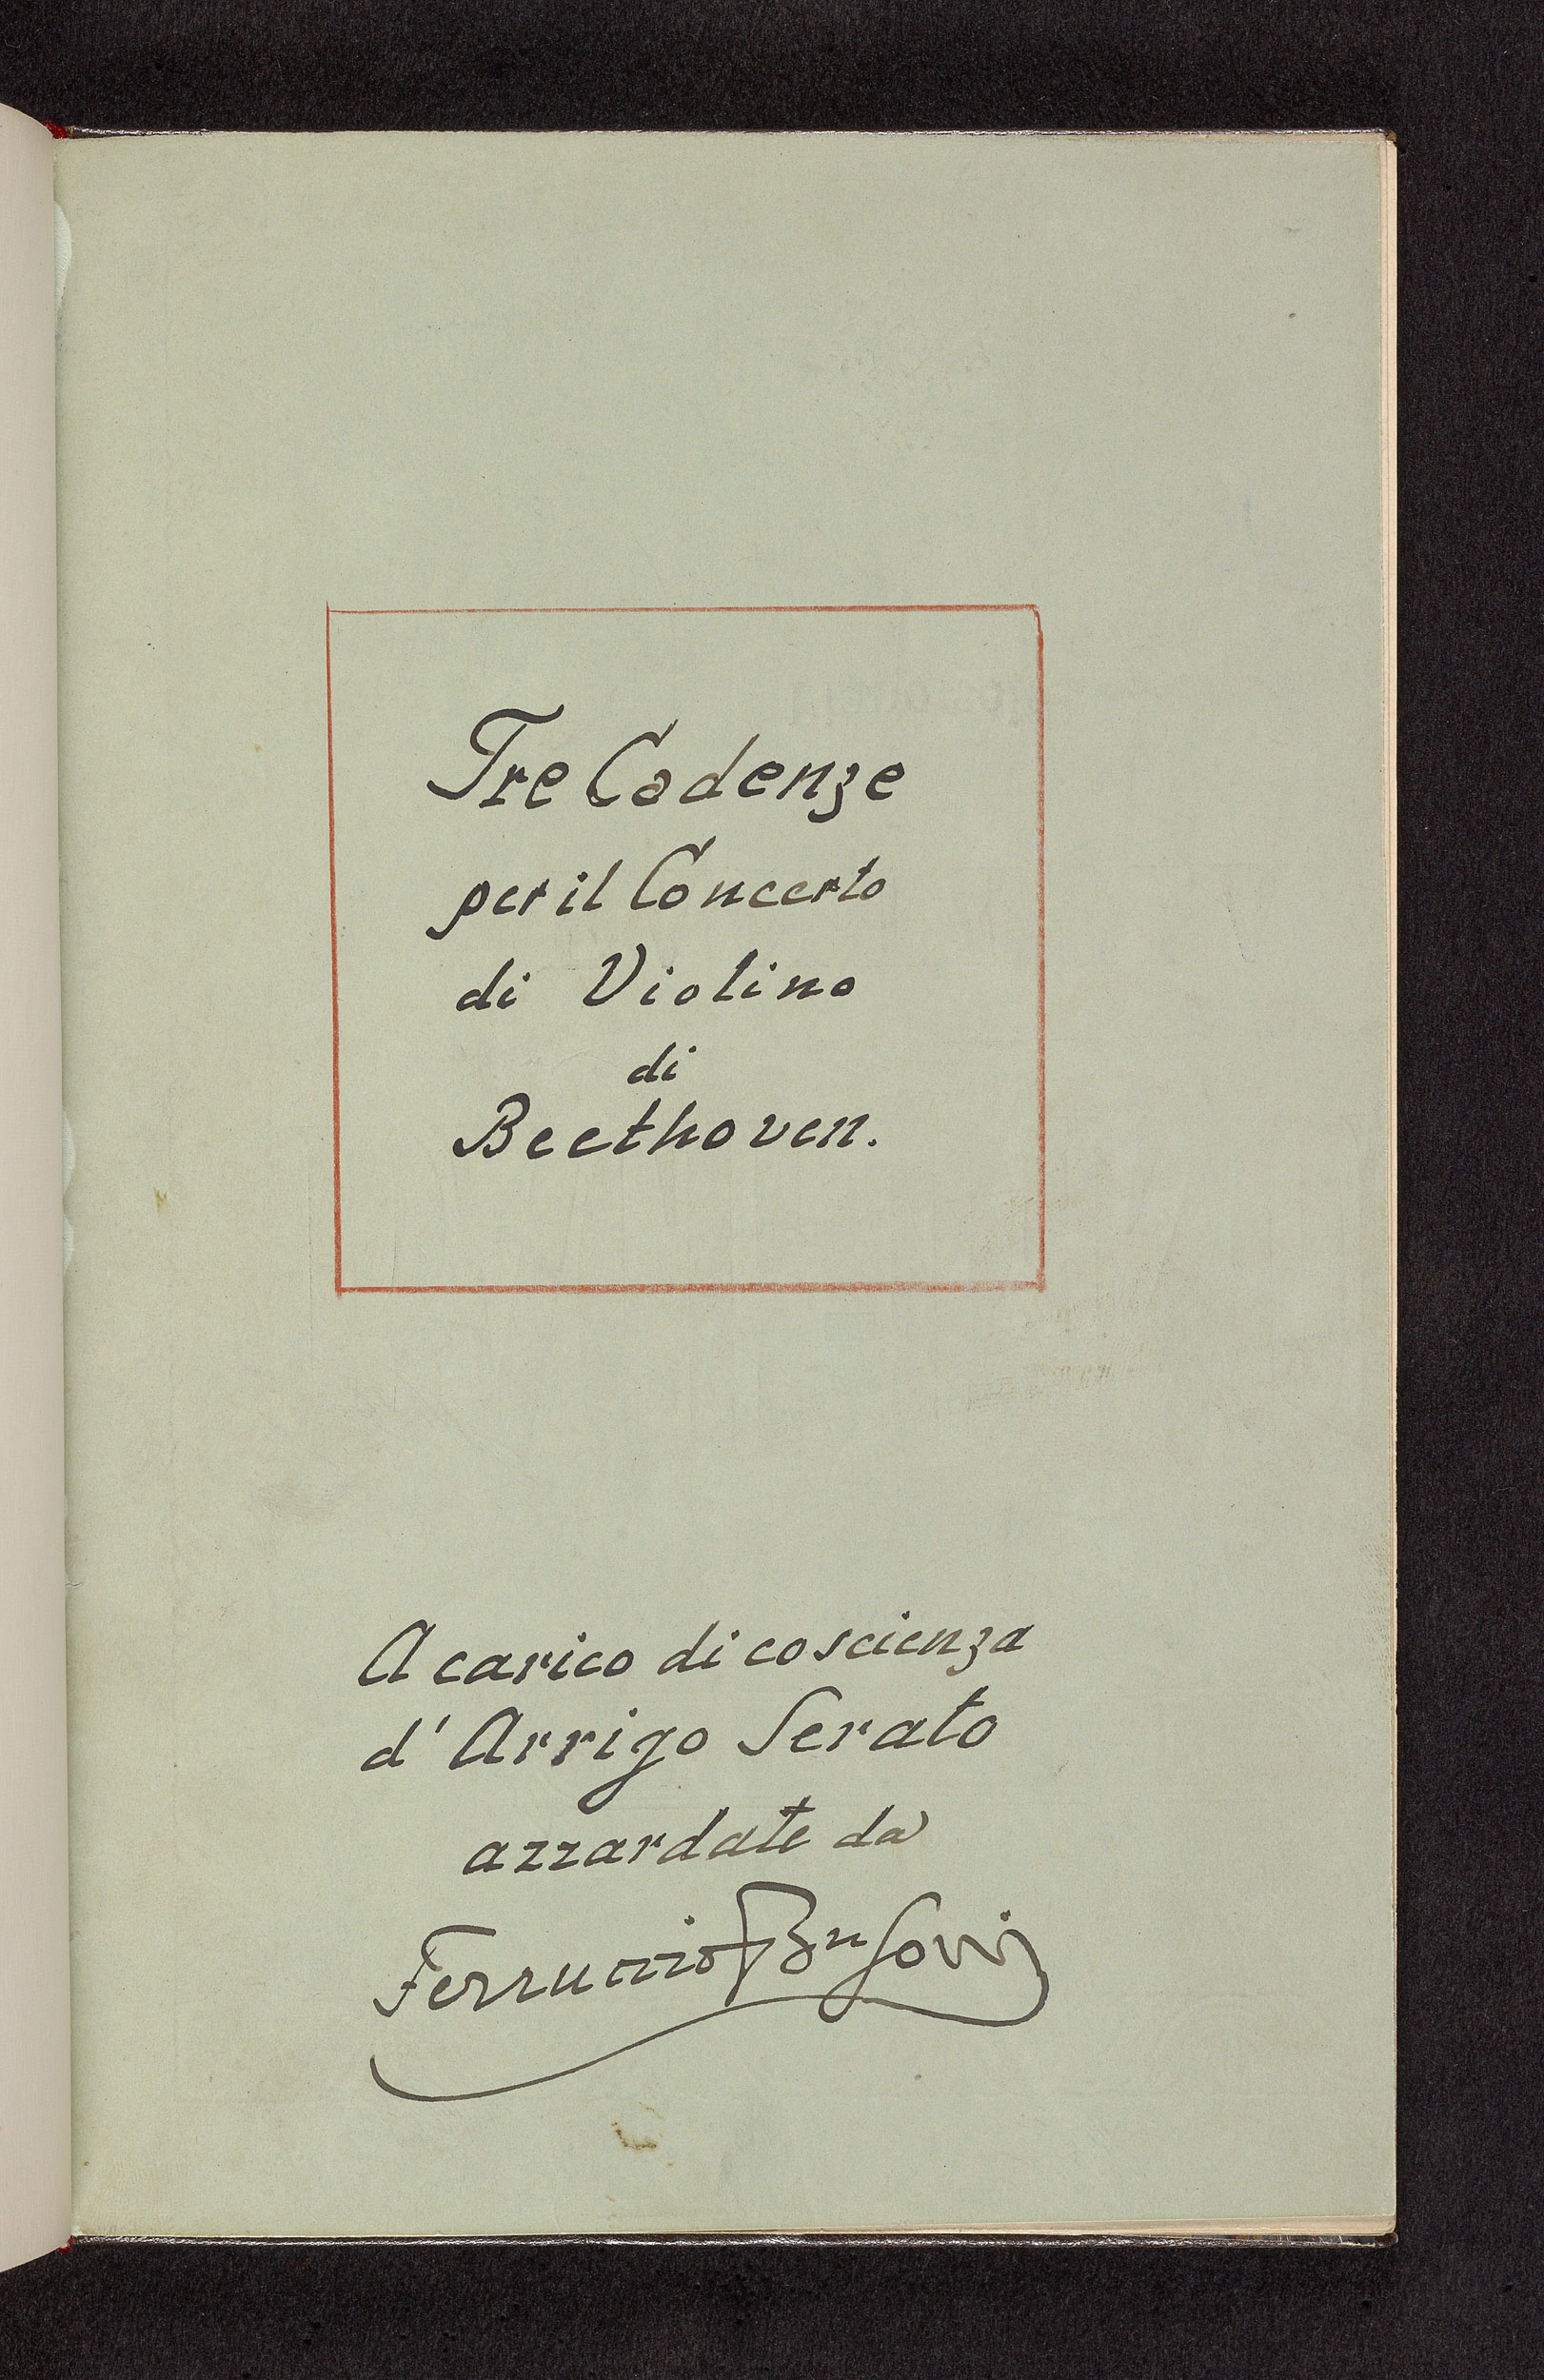 Tre Cadenze
per il Concerto
di Violino
di
Beethoven.
A carico di coscienza
d'Arrigo Serato
azzardate da
Ferruccio Busoni